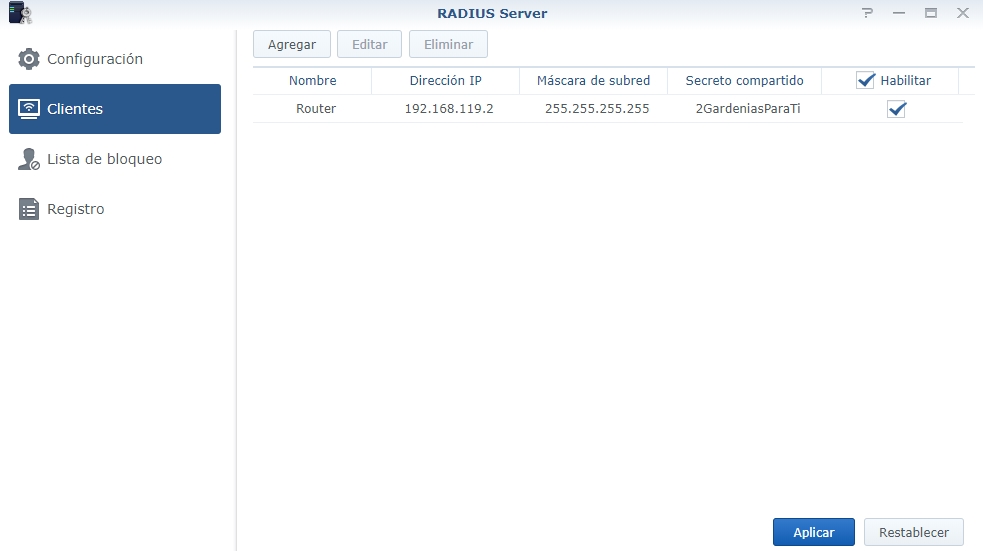 RADIUS Server
Configuración
Clientes
Lista de bloqueo
Registro
Agregar Editar Eliminar
Nombre Dirección IP Máscara de subred Secreto compartido Habilitar
Router 192.168.119.2 255.255.255.255 2GardeniasParaTi
Aplicar Restablecer